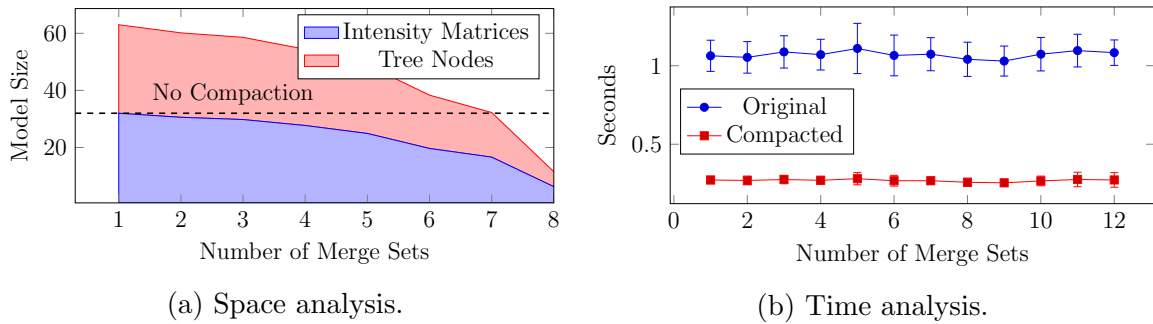 60
40
20
Model Size
Intensity Matrices
Tree Nodes
No Compaction
1 2 3 4 5 6 7 8
Number of Merge Sets
(a) Space analysis.
1
0.5
Seconds
Original
Compacted
0 2 4 6 8 10 12
Number of Merge Sets
(b) Time analysis.